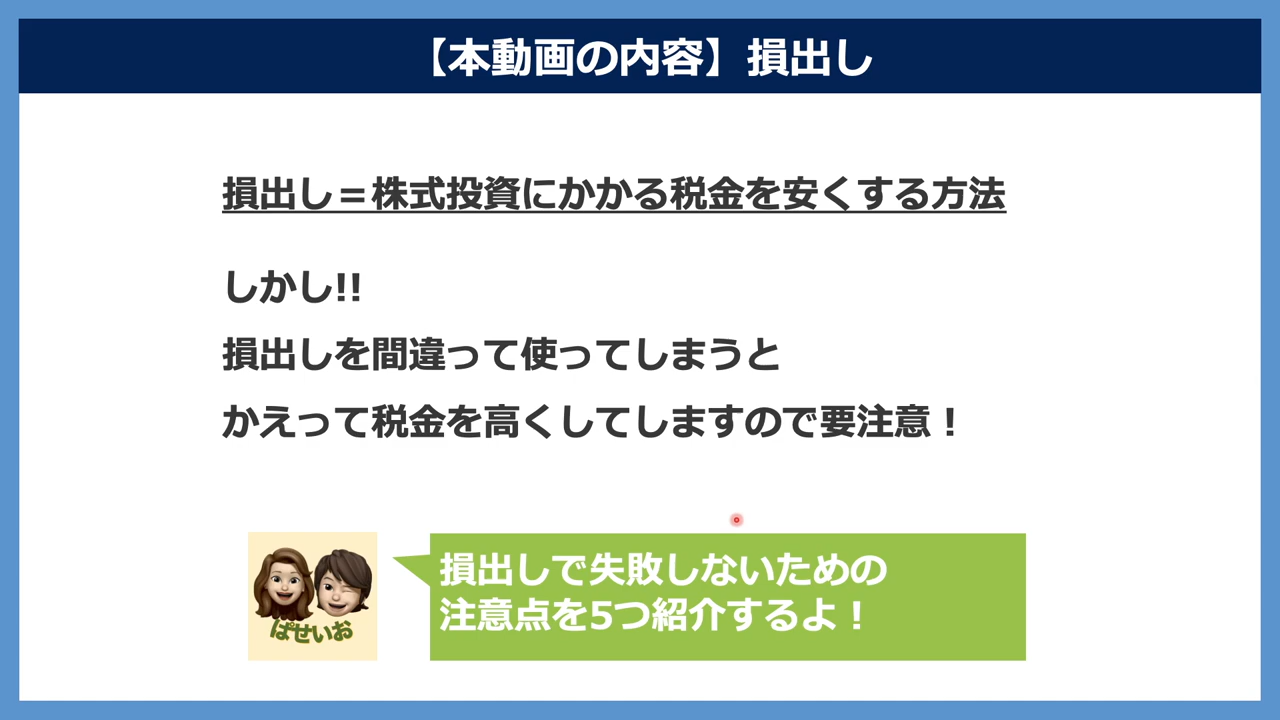 【本動画の内容】損出し
損出し＝株式投資にかかる税金を安くする方法
しかし!!
損出しを間違って使ってしまうと
かえって税金を高くしてしますので要注意！
損出しで失敗しないための
注意点を5つ紹介するよ！
ぱせいお